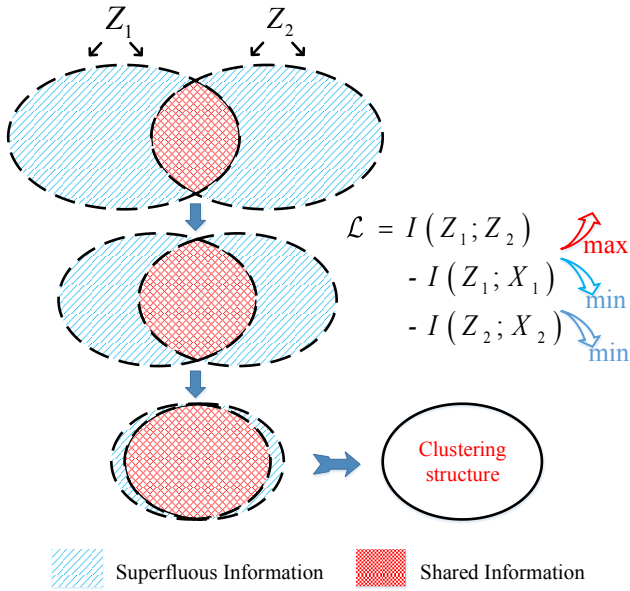 Z₁ Z₂
ℒ = I ( Z₁ ; Z₂ ) max
- I ( Z₁ ; X₁ ) min
- I ( Z₂ ; X₂ ) min
Clustering
structure
Superfluous Information Shared Information